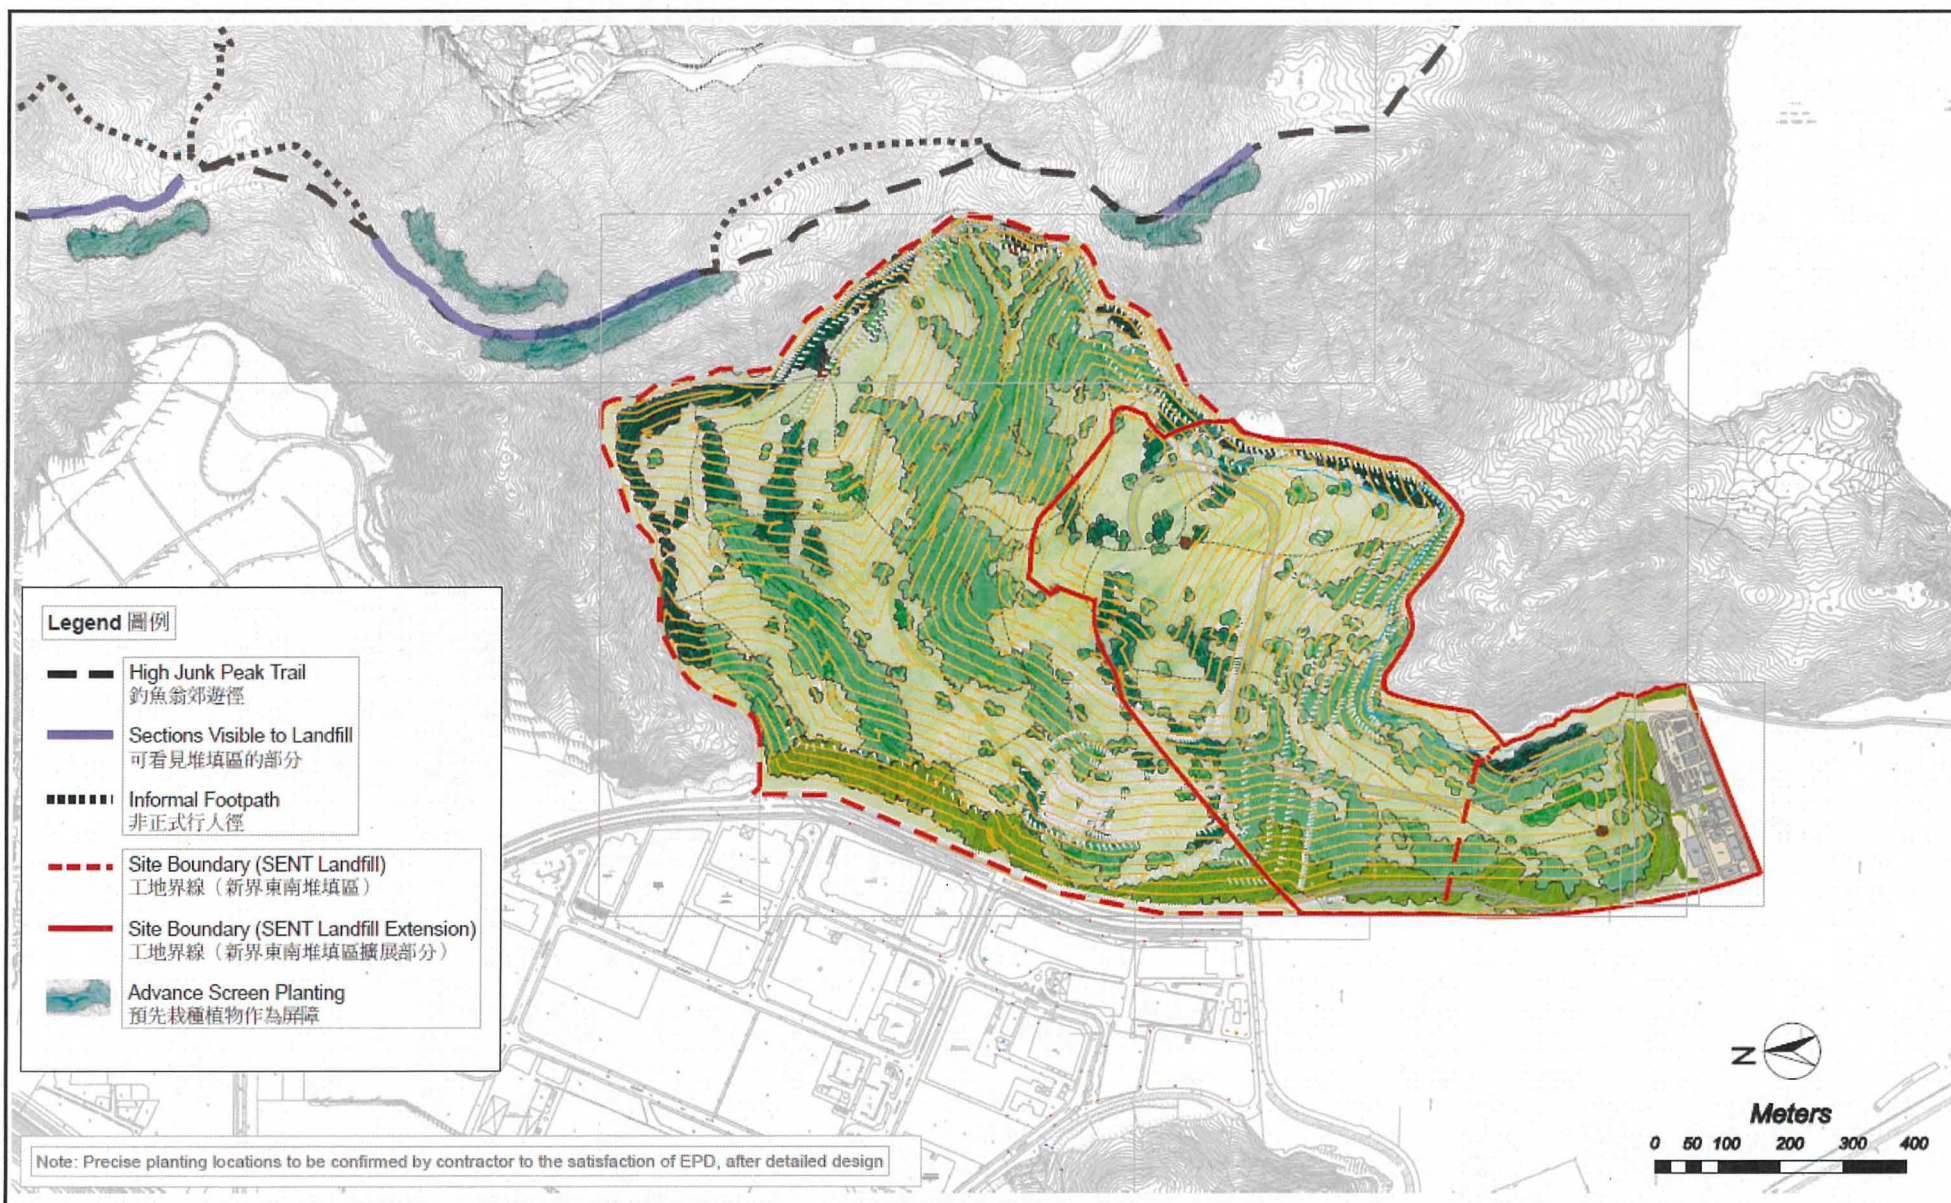 Legend 圖例
High Junk Peak Trail
釣魚翁郊遊徑
Sections Visible to Landfill
可看見堆填區的部分
Informal Footpath
非正式行人徑
Site Boundary (SENT Landfill)
工地界線（新界東南堆填區）
Site Boundary (SENT Landfill Extension)
工地界線（新界東南堆填區擴展部分）
Advance Screen Planting
預先栽種植物作為屏障
Note: Precise planting locations to be confirmed by contractor to the satisfaction of EPD, after detailed design
N
Meters
0 50 100 200 300 400